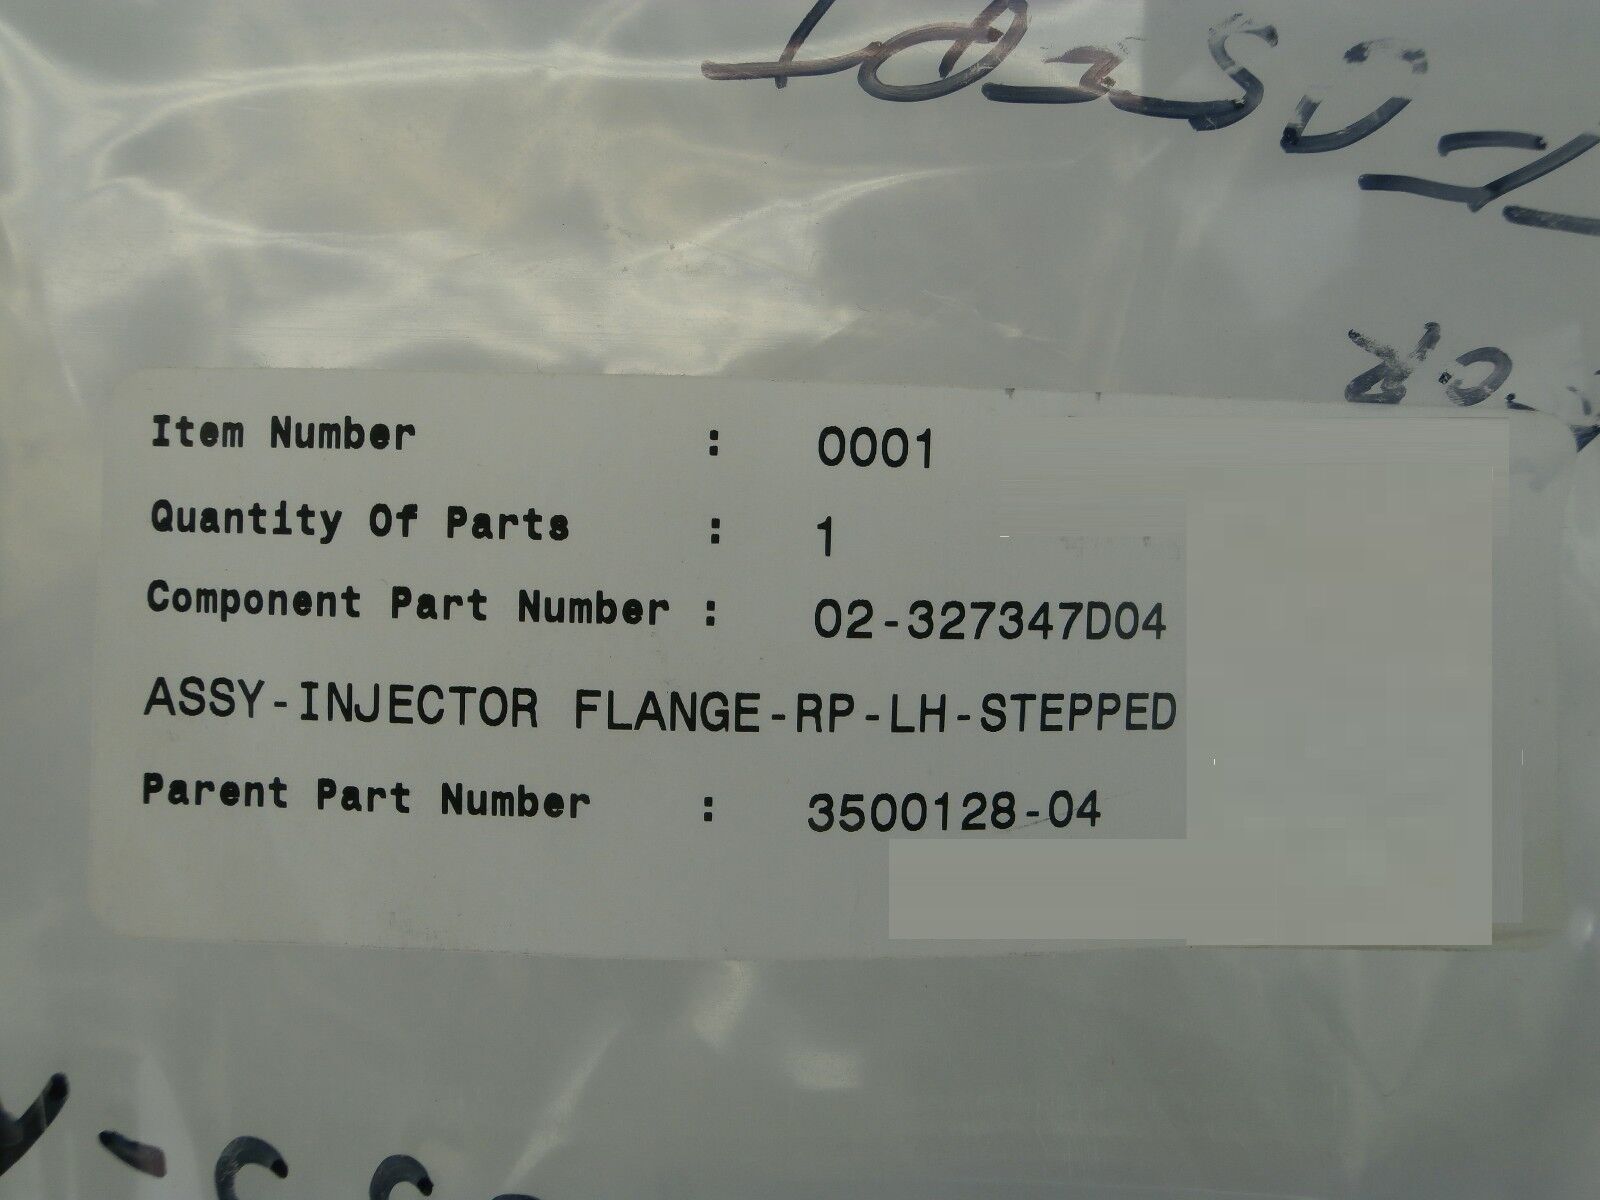 Item Number : 0001
Quantity Of Parts : 1
Component Part Number : 02-327347D04
ASSY-INJECTOR FLANGE-RP-LH-STEPPED
Parent Part Number : 3500128-04